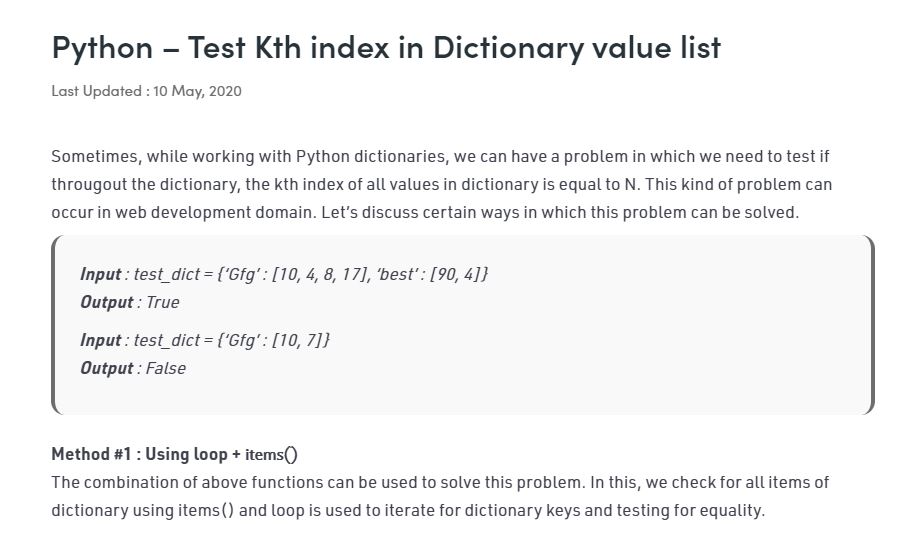 Python – Test Kth index in Dictionary value list
Last Updated : 10 May, 2020
Sometimes, while working with Python dictionaries, we can have a problem in which we need to test if
througout the dictionary, the kth index of all values in dictionary is equal to N. This kind of problem can
occur in web development domain. Let’s discuss certain ways in which this problem can be solved.
Input : test_dict = {‘Gfg’ : [10, 4, 8, 17], ‘best’ : [90, 4]}
Output : True
Input : test_dict = {‘Gfg’ : [10, 7]}
Output : False
Method #1 : Using loop + items()
The combination of above functions can be used to solve this problem. In this, we check for all items of
dictionary using items() and loop is used to iterate for dictionary keys and testing for equality.